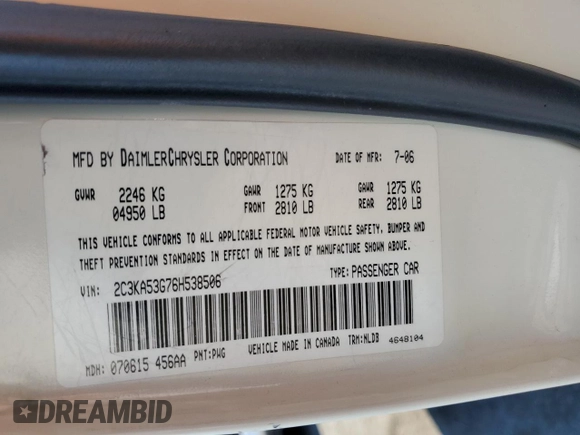 MFD BY DAIMLERCHRYSLER CORPORATION DATE OF MFR: 7-06
GVWR 2246 KG GAWR 1275 KG GAWR 1275 KG
04950 LB FRONT 2810 LB REAR 2810 LB
THIS VEHICLE CONFORMS TO ALL APPLICABLE FEDERAL MOTOR VEHICLE SAFETY, BUMPER AND
THEFT PREVENTION STANDARDS IN EFFECT ON THE DATE OF MANUFACTURE SHOWN ABOVE.
VIN: 2C3KA53G76H538506 TYPE: PASSENGER CAR
MDH: 070615 456AA PNT: PWG VEHICLE MADE IN CANADA TRM: NLDB 4648104
DREAMBID